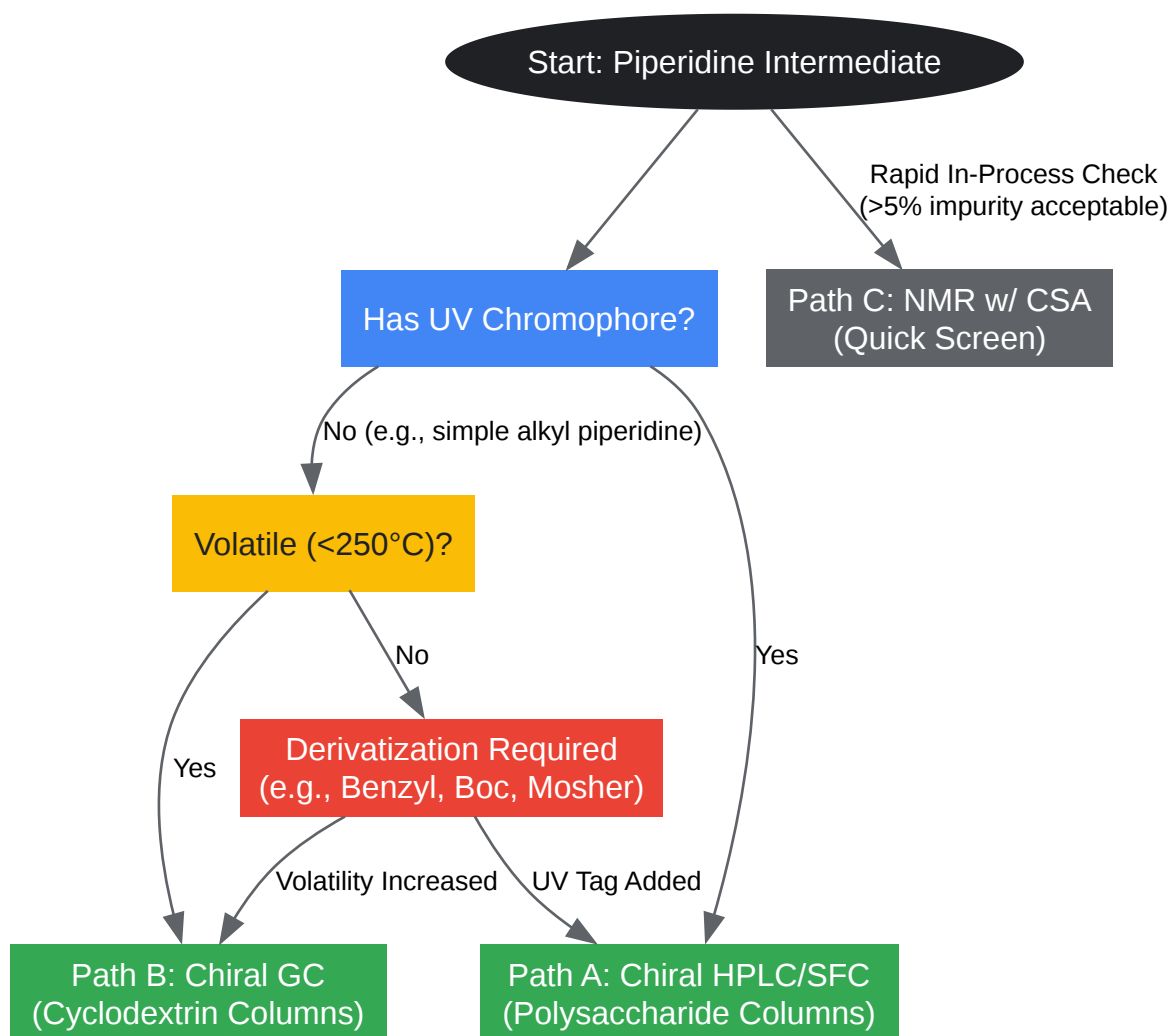 Start: Piperidine Intermediate
Rapid In-Process Check
(>5% impurity acceptable)
Has UV Chromophore?
Path C: NMR w/ CSA
(Quick Screen)
No (e.g., simple alkyl piperidine)
Volatile (<250°C)?
No
Yes
Derivatization Required
(e.g., Benzyl, Boc, Mosher)
Yes
Volatility Increased
UV Tag Added
Path B: Chiral GC
(Cyclodextrin Columns)
Path A: Chiral HPLC/SFC
(Polysaccharide Columns)